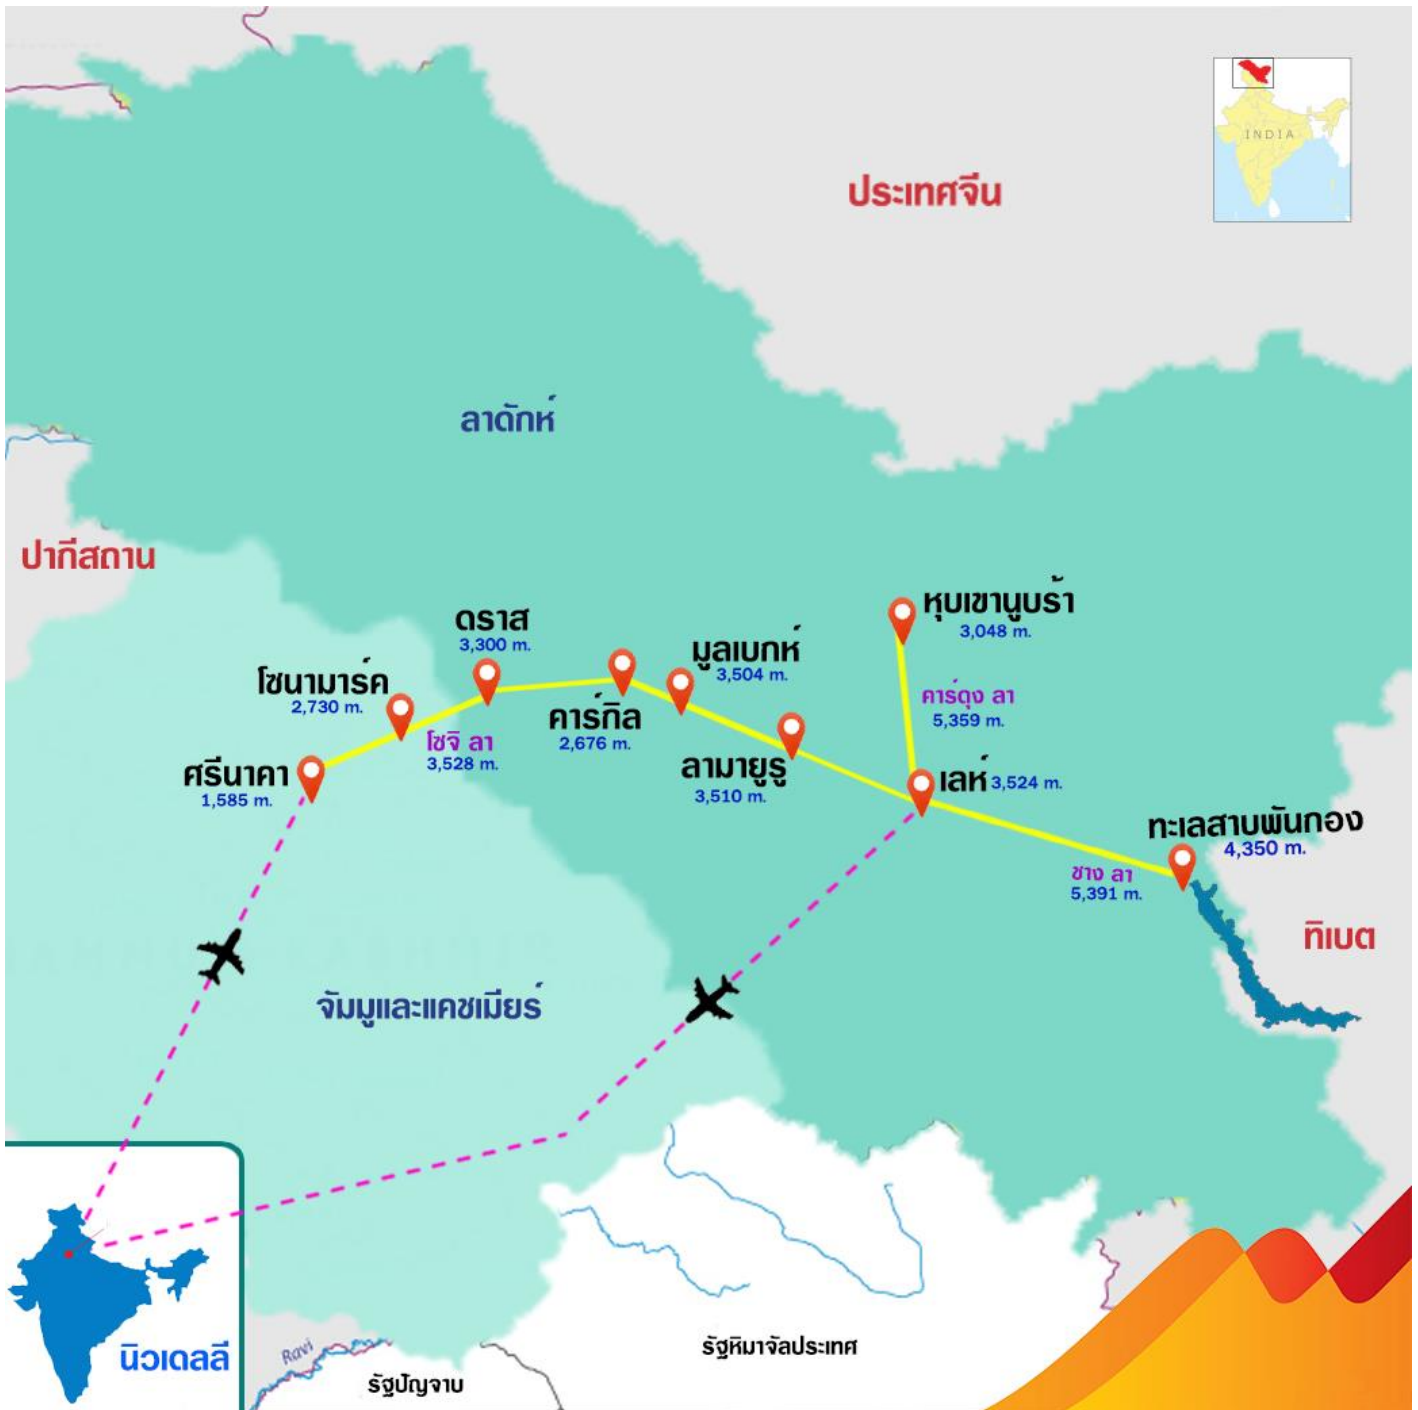 INDIA
ประเทศจีน
ลาดักห์
ปากีสถาน
หุบเขานูบร้า
3,048 m.
ดราส
3,300 m.
มูลเบกห์
3,504 m.
โซนามาร์ค
2,730 m.
คาร์ดุง ลา
5,359 m.
คาร์กิล
2,676 m.
โซจิ ลา
3,528 m.
ศรีนาคา
1,585 m.
ลามายูรู
3,510 m.
เลห์ 3,524 m.
ทะเลสาบพันกอง
4,350 m.
ชาง ลา
5,391 m.
ทิเบต
จัมมูและแคชเมียร์
นิวเดลลี
Ravi
รัฐปัญจาบ
รัฐหิมาจัลประเทศ